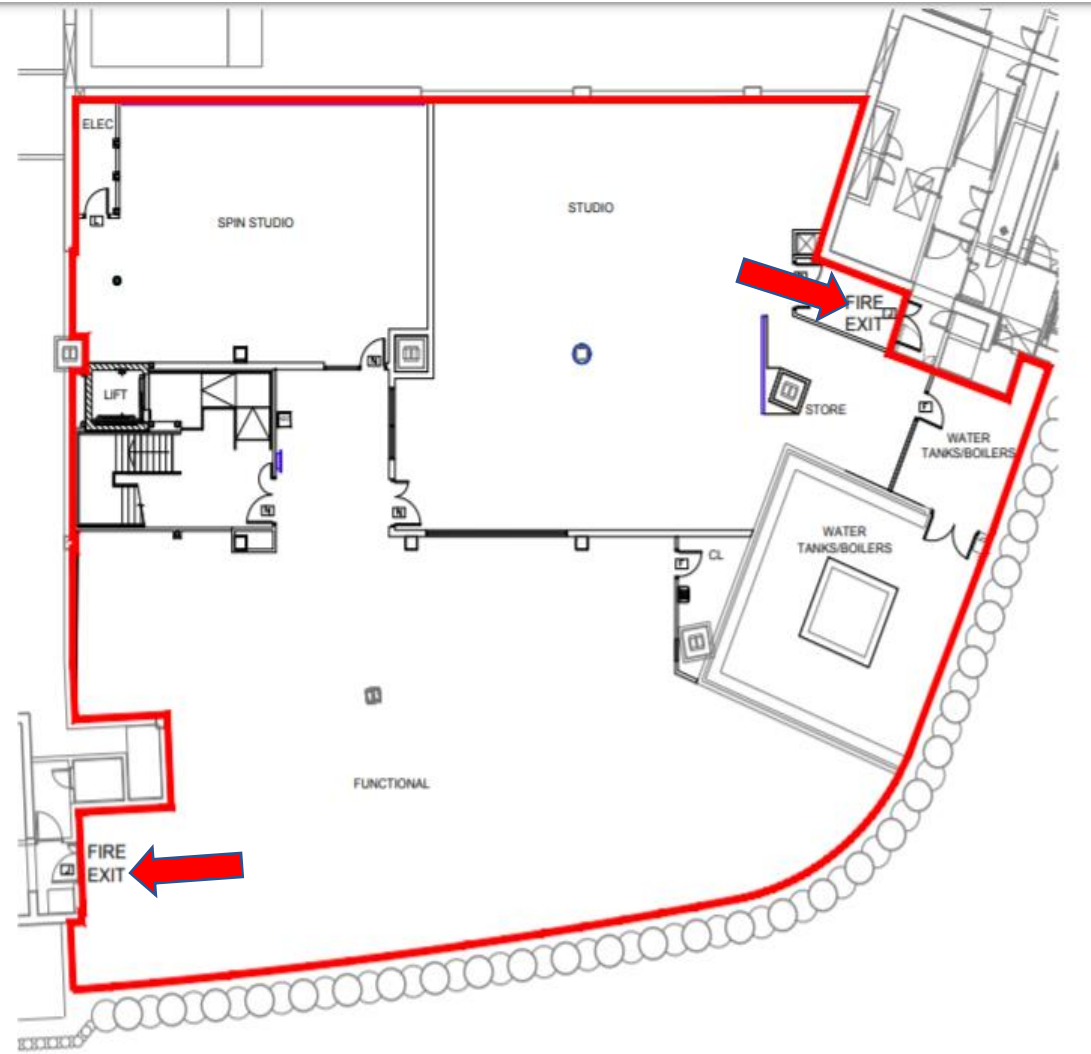 ELEC
L
SPIN STUDIO
STUDIO
FIRE
EXIT
J
N
LIFT
STORE
F
WATER
TANKS/BOILERS
N
N
WATER
TANKS/BOILERS
CL
F
FUNCTIONAL
FIRE
EXIT
J